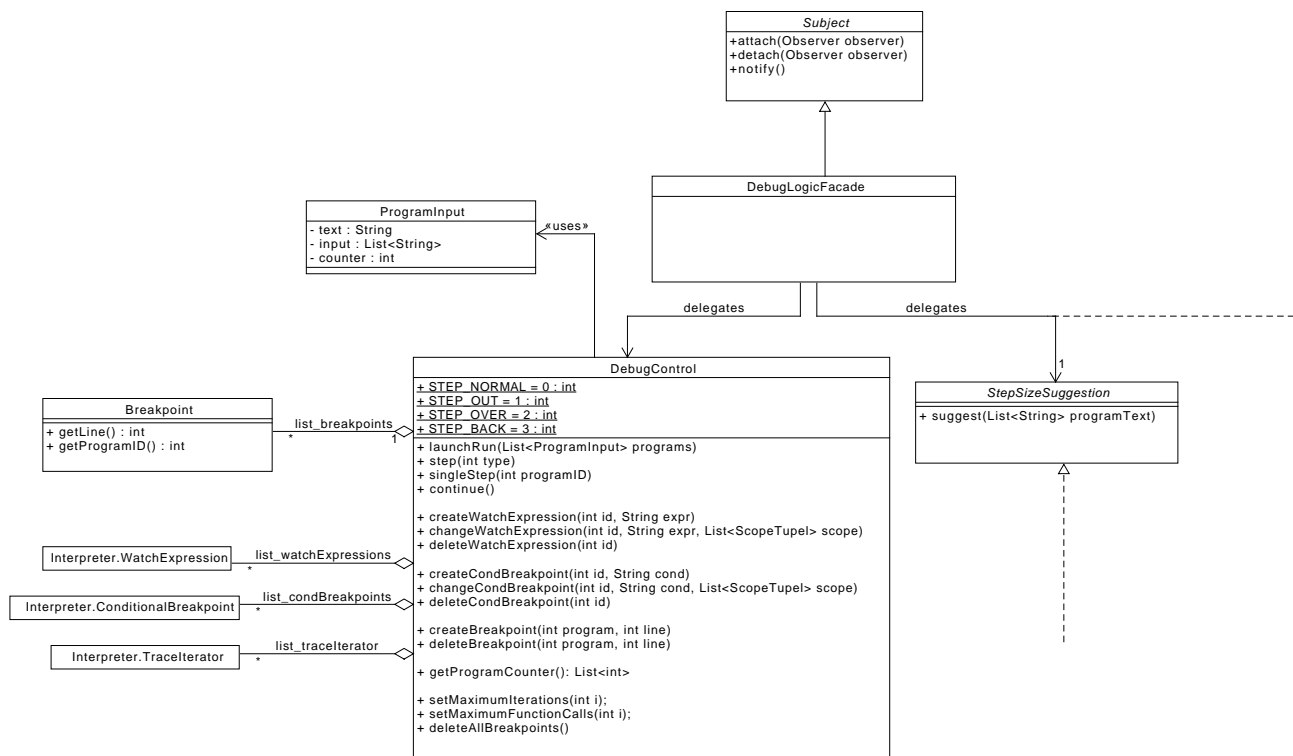 Subject
+attach(Observer observer)
+detach(Observer observer)
+notify()
DebugLogicFacade
ProgramInput
- text : String
- input : List<String>
- counter : int
«uses»
delegates
delegates
DebugControl
+ STEP_NORMAL = 0 : int
+ STEP_OUT = 1 : int
+ STEP_OVER = 2 : int
+ STEP_BACK = 3 : int
+ launchRun(List<ProgramInput> programs)
+ step(int type)
+ singleStep(int programID)
+ continue()
+ createWatchExpression(int id, String expr)
+ changeWatchExpression(int id, String expr, List<ScopeTupel> scope)
+ deleteWatchExpression(int id)
+ createCondBreakpoint(int id, String cond)
+ changeCondBreakpoint(int id, String cond, List<ScopeTupel> scope)
+ deleteCondBreakpoint(int id)
+ createBreakpoint(int program, int line)
+ deleteBreakpoint(int program, int line)
+ getProgramCounter(): List<int>
+ setMaximumIterations(int i);
+ setMaximumFunctionCalls(int i);
+ deleteAllBreakpoints()
1
StepSizeSuggestion
+ suggest(List<String> programText)
Breakpoint
+ getLine() : int
+ getProgramID() : int
list_breakpoints
*
1
Interpreter.WatchExpression
list_watchExpressions
*
Interpreter.ConditionalBreakpoint
list_condBreakpoints
*
Interpreter.TraceIterator
list_traceIterator
*